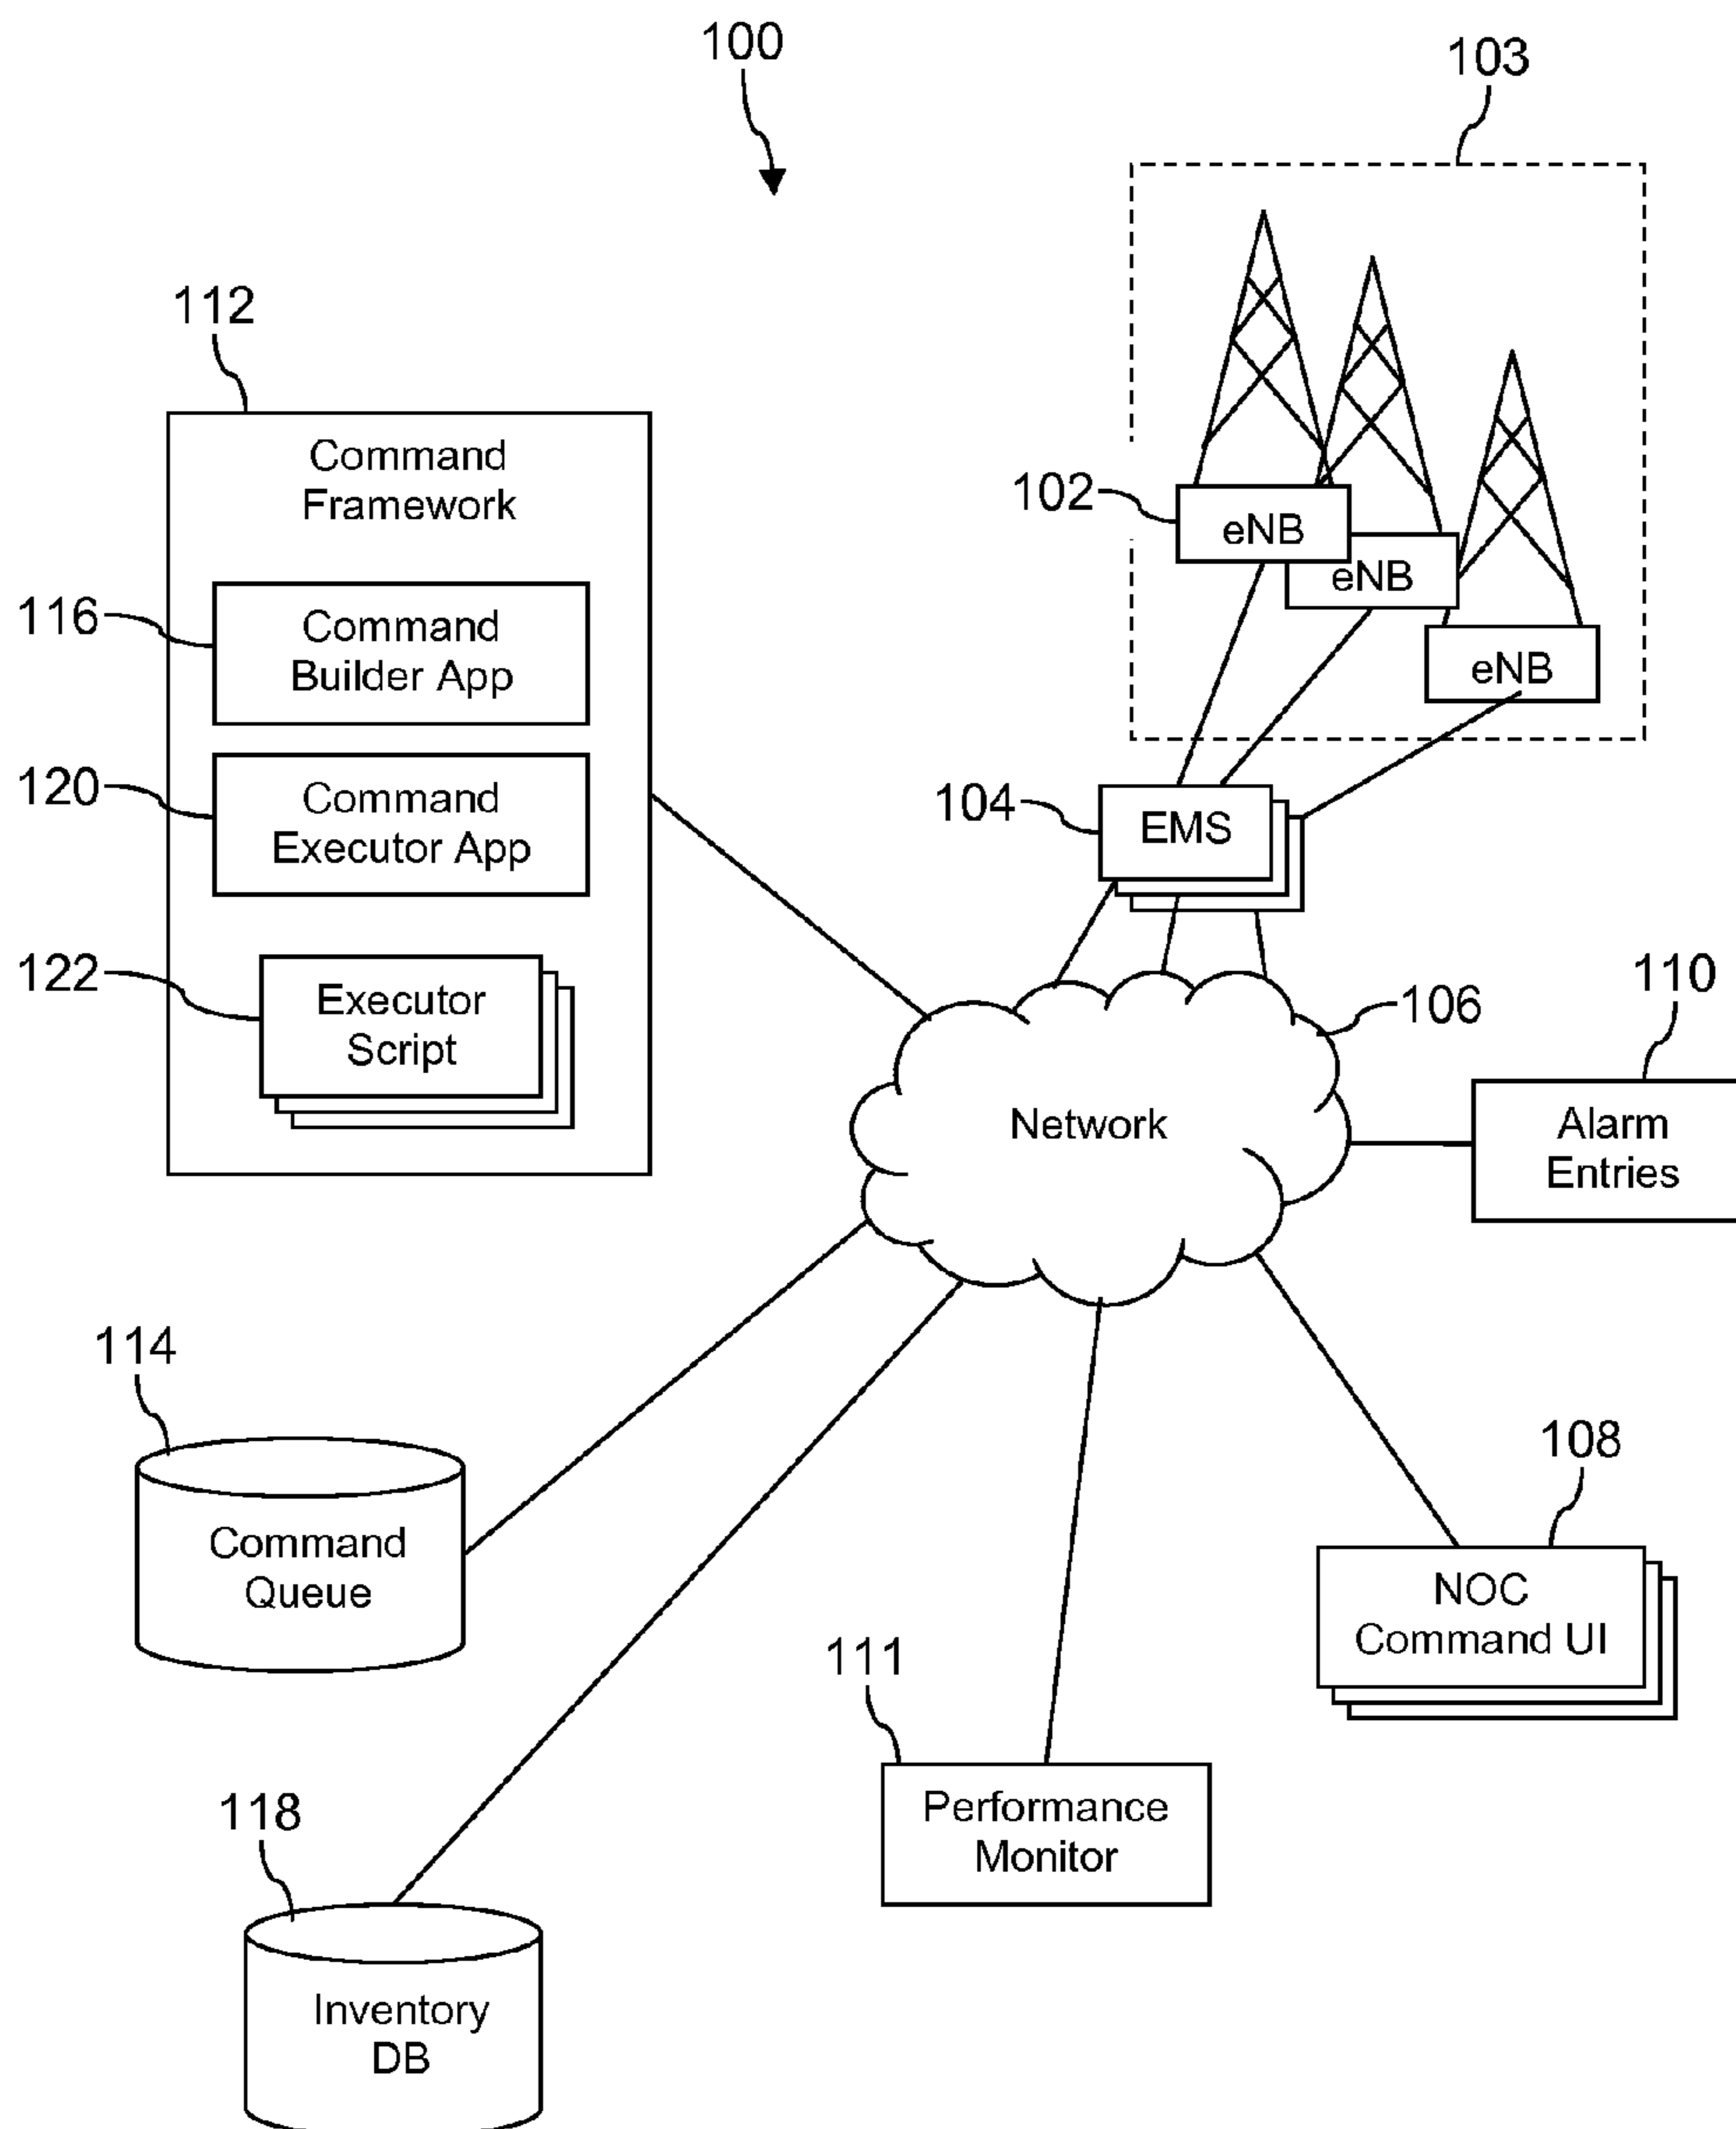 100
103
112
Command
Framework
102
eNB
eNB
eNB
116
Command
Builder App
120
Command
Executor App
104
EMS
122
Executor
Script
106
110
Network
Alarm
Entries
114
Command
Queue
108
NOC
Command UI
111
Performance
Monitor
118
Inventory
DB